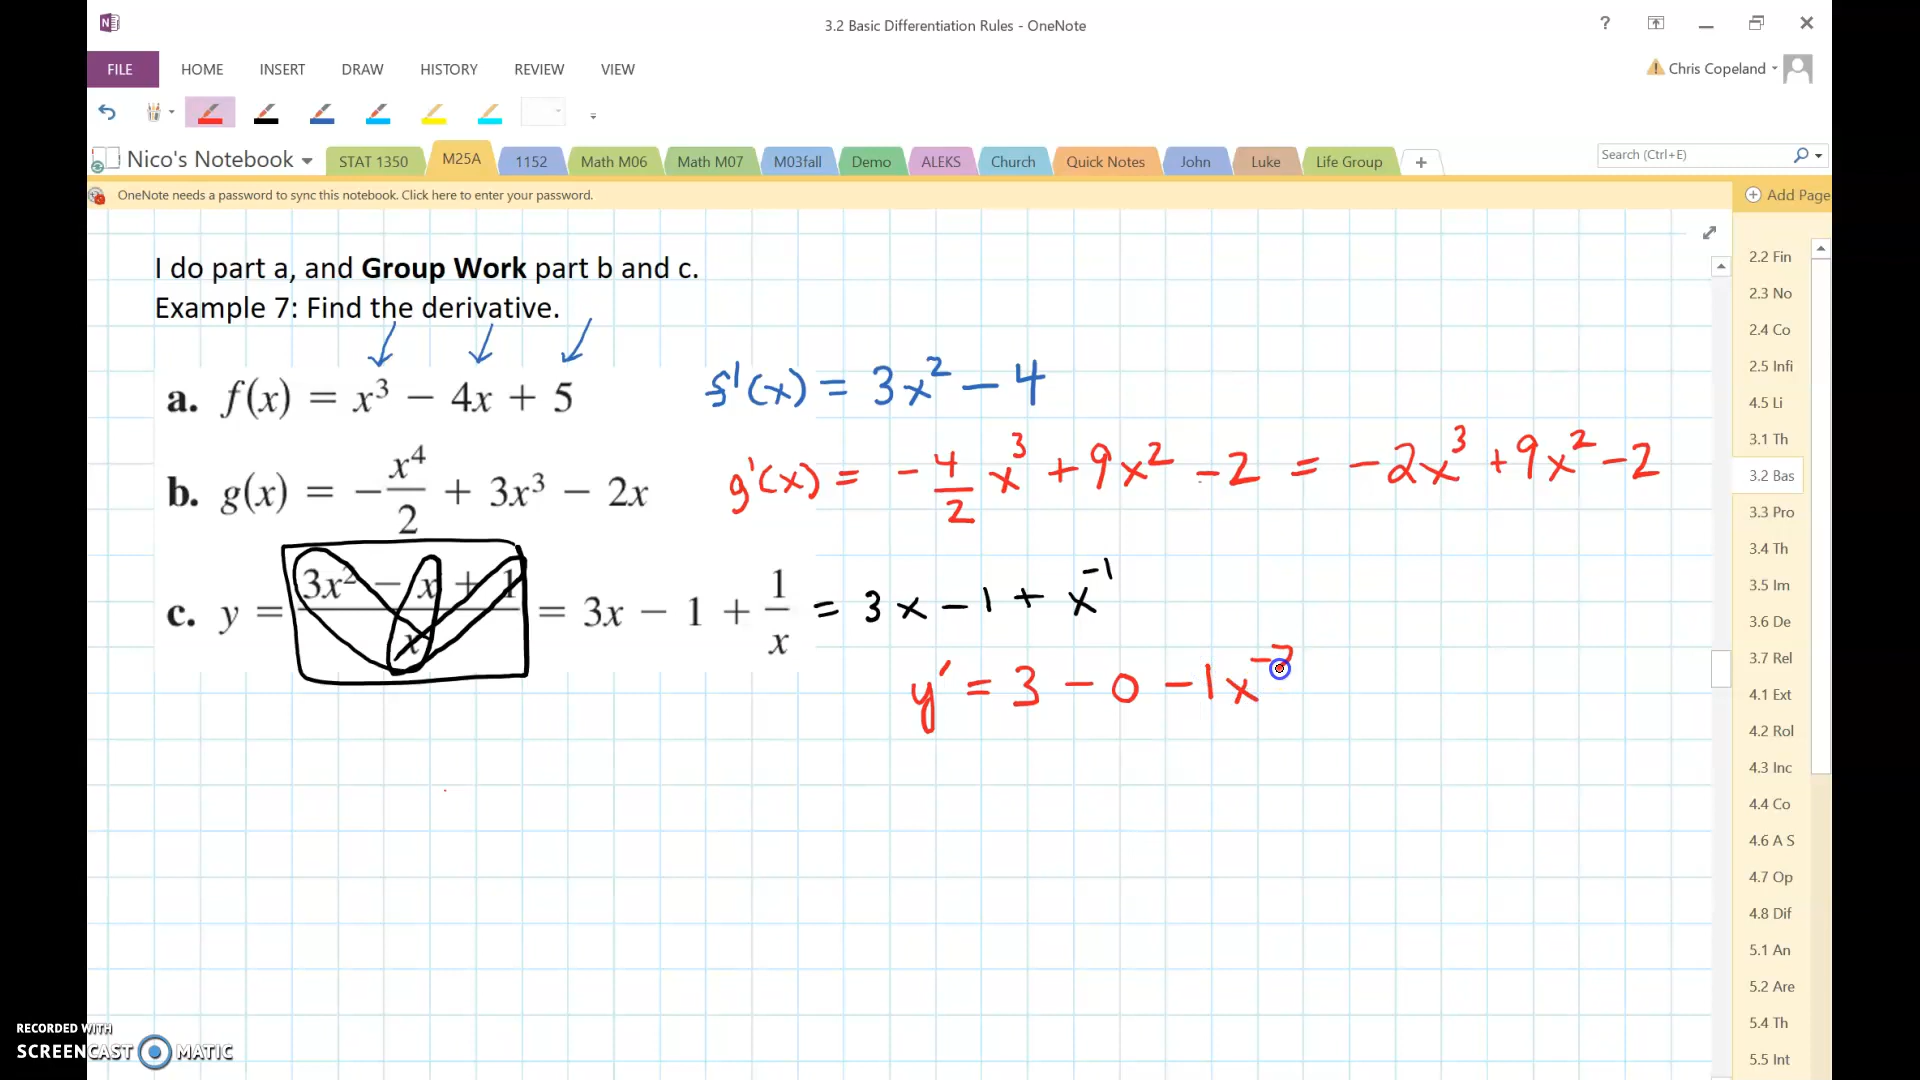 3.2 Basic Differentiation Rules - OneNote
?
Chris Copeland
FILE HOME INSERT DRAW HISTORY REVIEW VIEW
Nico's Notebook STAT 1350 M25A 1152 Math M06 Math M07 M03fall Demo ALEKS Church Quick Notes John Luke Life Group +
Search (Ctrl+E)
OneNote needs a password to sync this notebook. Click here to enter your password.
Add Page
I do part a, and Group Work part b and c.
Example 7: Find the derivative.
a. f(x) = x³ − 4x + 5 f'(x) = 3x² − 4
b. g(x) = −x⁴/2 + 3x³ − 2x g'(x) = −4/2 x³ + 9x² − 2 = −2x³ + 9x² − 2
c. y = (3x² − x + 1)/x = 3x − 1 + 1/x = 3x − 1 + x⁻¹
y' = 3 − 0 − 1x⁻
2.2 Fin
2.3 No
2.4 Co
2.5 Infi
4.5 Li
3.1 Th
3.2 Bas
3.3 Pro
3.4 Th
3.5 Im
3.6 De
3.7 Rel
4.1 Ext
4.2 Rol
4.3 Inc
4.4 Co
4.6 A S
4.7 Op
4.8 Dif
5.1 An
5.2 Are
5.4 Th
5.5 Int
RECORDED WITH
SCREENCAST MATIC